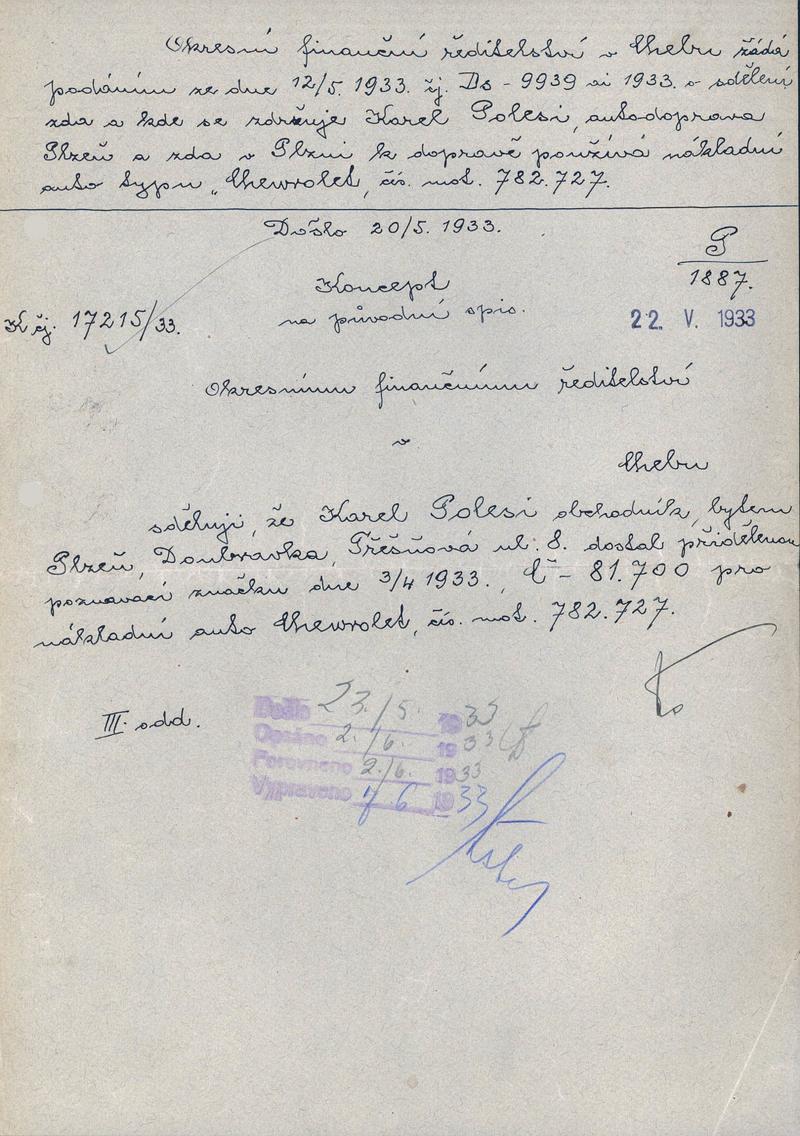 Okresní finanční ředitelství v Chebu žádá
podáním ze dne 12/5. 1933. čj. Ds - 9939 ai 1933. o sdělení
zda a kde se zdržuje Karel Polesi, autodoprava
Plzeň a zda v Plzni k dopravě používá nákladní
auto typu „Chewrolet, čís. mot. 782.727.
Došlo 20/5. 1933.
P
1887.
Koncept
K čj. 17215/33.
na původní spis.
22. V. 1933
Okresnímu finančnímu ředitelství
v
Chebu
sděluji, že Karel Polesi obchodník, bytem
Plzeň, Doubravka, Třešňová ul. 8. dostal přidělenou
poznávací značku dne 3/4 1933., Č - 81.700 pro
nákladní auto Chewrolet, čís. mot. 782.727.
III. odd.
Došlo 23./5. 1933
Opsáno 2./6. 1933
Porovnáno 2./6. 1933
Vypraveno 7 6 1933